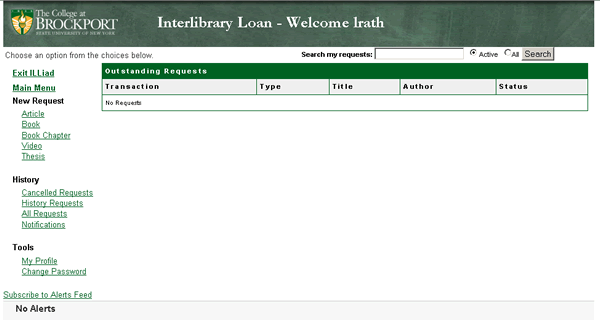 The College at
BROCKPORT
STATE UNIVERSITY OF NEW YORK
Interlibrary Loan - Welcome lrath
Choose an option from the choices below.
Search my requests: Active All Search
Exit ILLiad
Main Menu
New Request
Article
Book
Book Chapter
Video
Thesis
History
Cancelled Requests
History Requests
All Requests
Notifications
Tools
My Profile
Change Password
Subscribe to Alerts Feed
No Alerts
Outstanding Requests
Transaction Type Title Author Status
No Requests